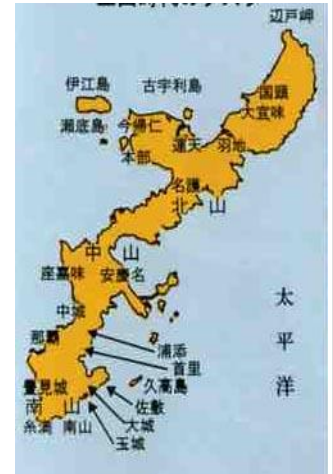 辺戸岬
伊江島
古宇利島
国頭
大宜味
瀬底島
今帰仁
運天
羽地
本部
名護
北山
中山
座嘉味
安慶名
中城
太平洋
那覇
浦添
首里
豊見城
久高島
南山
佐敷
大城
糸満
南山
玉城